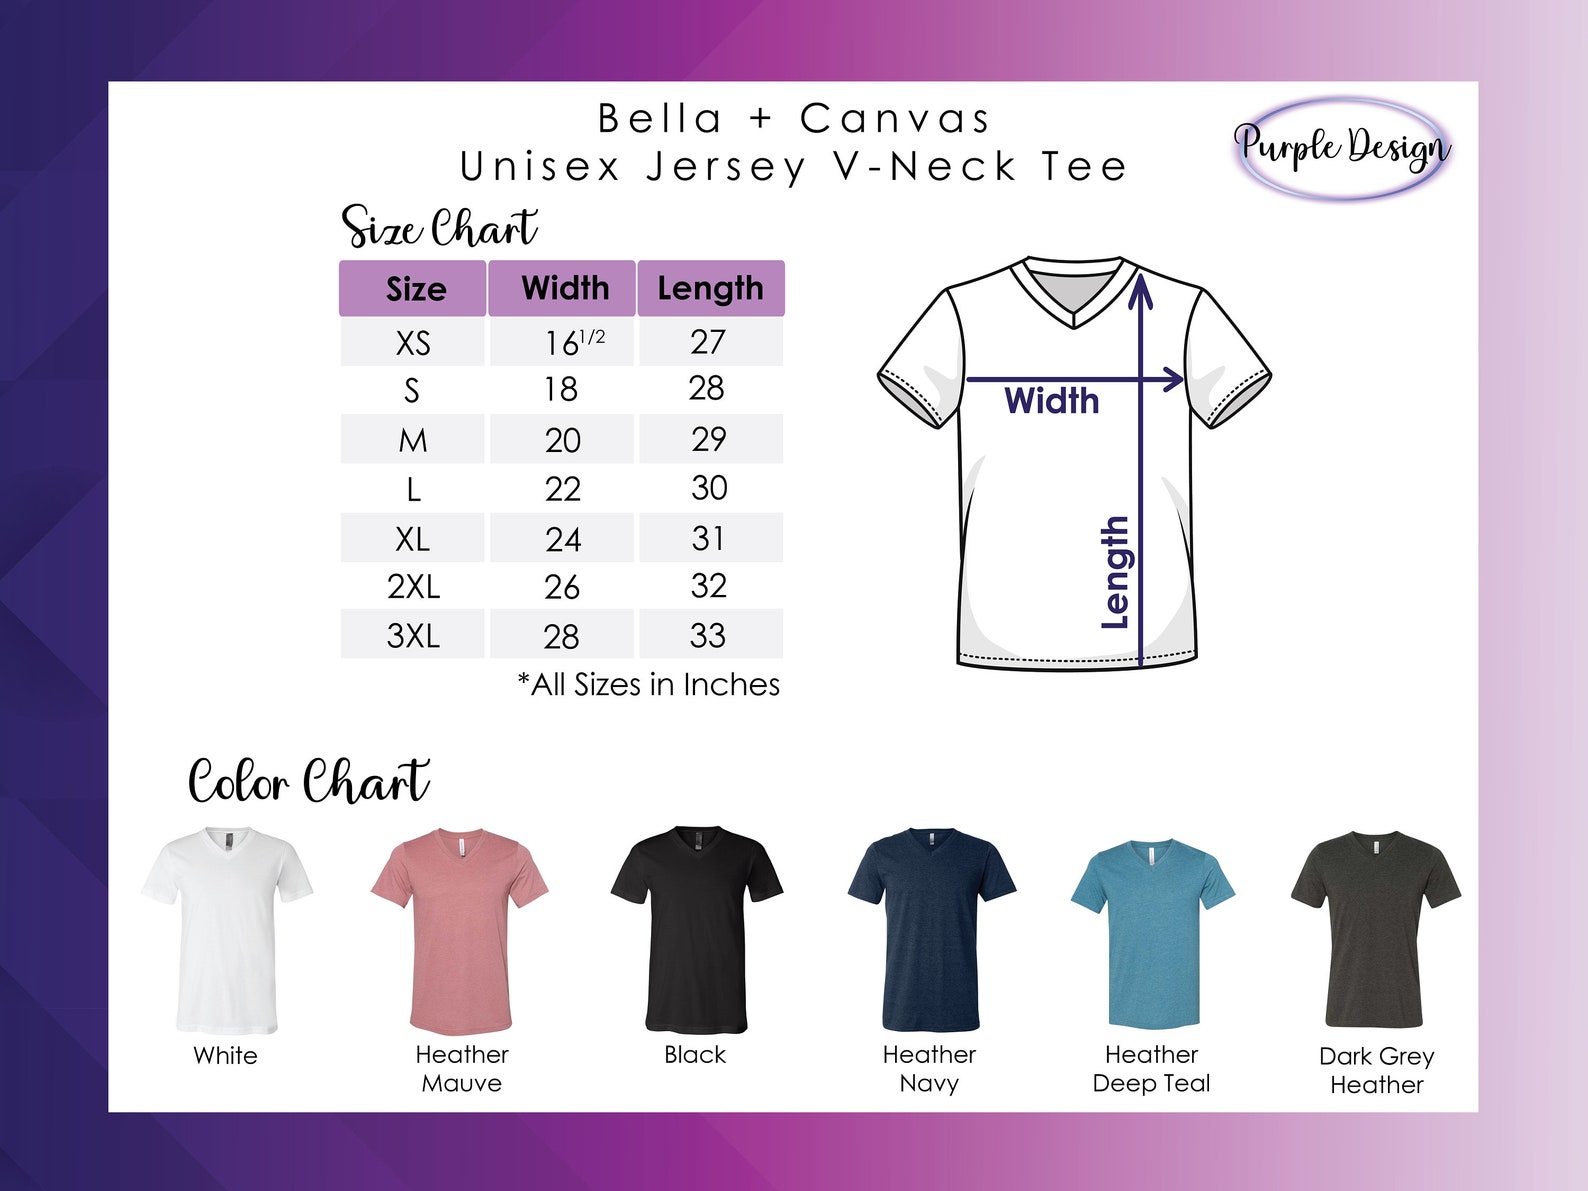 Bella + Canvas
Unisex Jersey V-Neck Tee
Purple Design
Size Chart
Size Width Length
XS 16 1/2 27
S 18 28
M 20 29
L 22 30
XL 24 31
2XL 26 32
3XL 28 33
*All Sizes in Inches
Width
Length
Color Chart
White
Heather
Mauve
Black
Heather
Navy
Heather
Deep Teal
Dark Grey
Heather